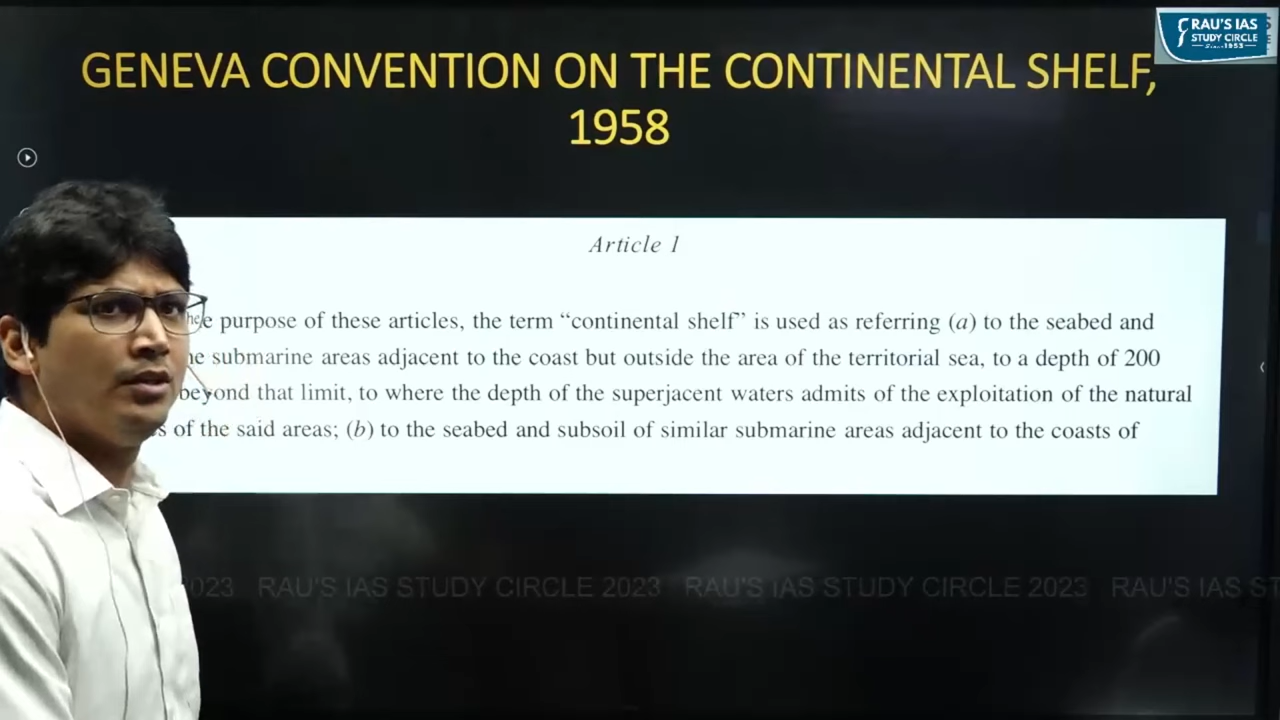 RAU'S IAS
STUDY CIRCLE
Since 1953
GENEVA CONVENTION ON THE CONTINENTAL SHELF,
1958
Article 1
purpose of these articles, the term “continental shelf” is used as referring (a) to the seabed and
submarine areas adjacent to the coast but outside the area of the territorial sea, to a depth of 200
beyond that limit, to where the depth of the superjacent waters admits of the exploitation of the natural
of the said areas; (b) to the seabed and subsoil of similar submarine areas adjacent to the coasts of
RAU'S IAS STUDY CIRCLE 2023 RAU'S IAS STUDY CIRCLE 2023 RAU'S IAS